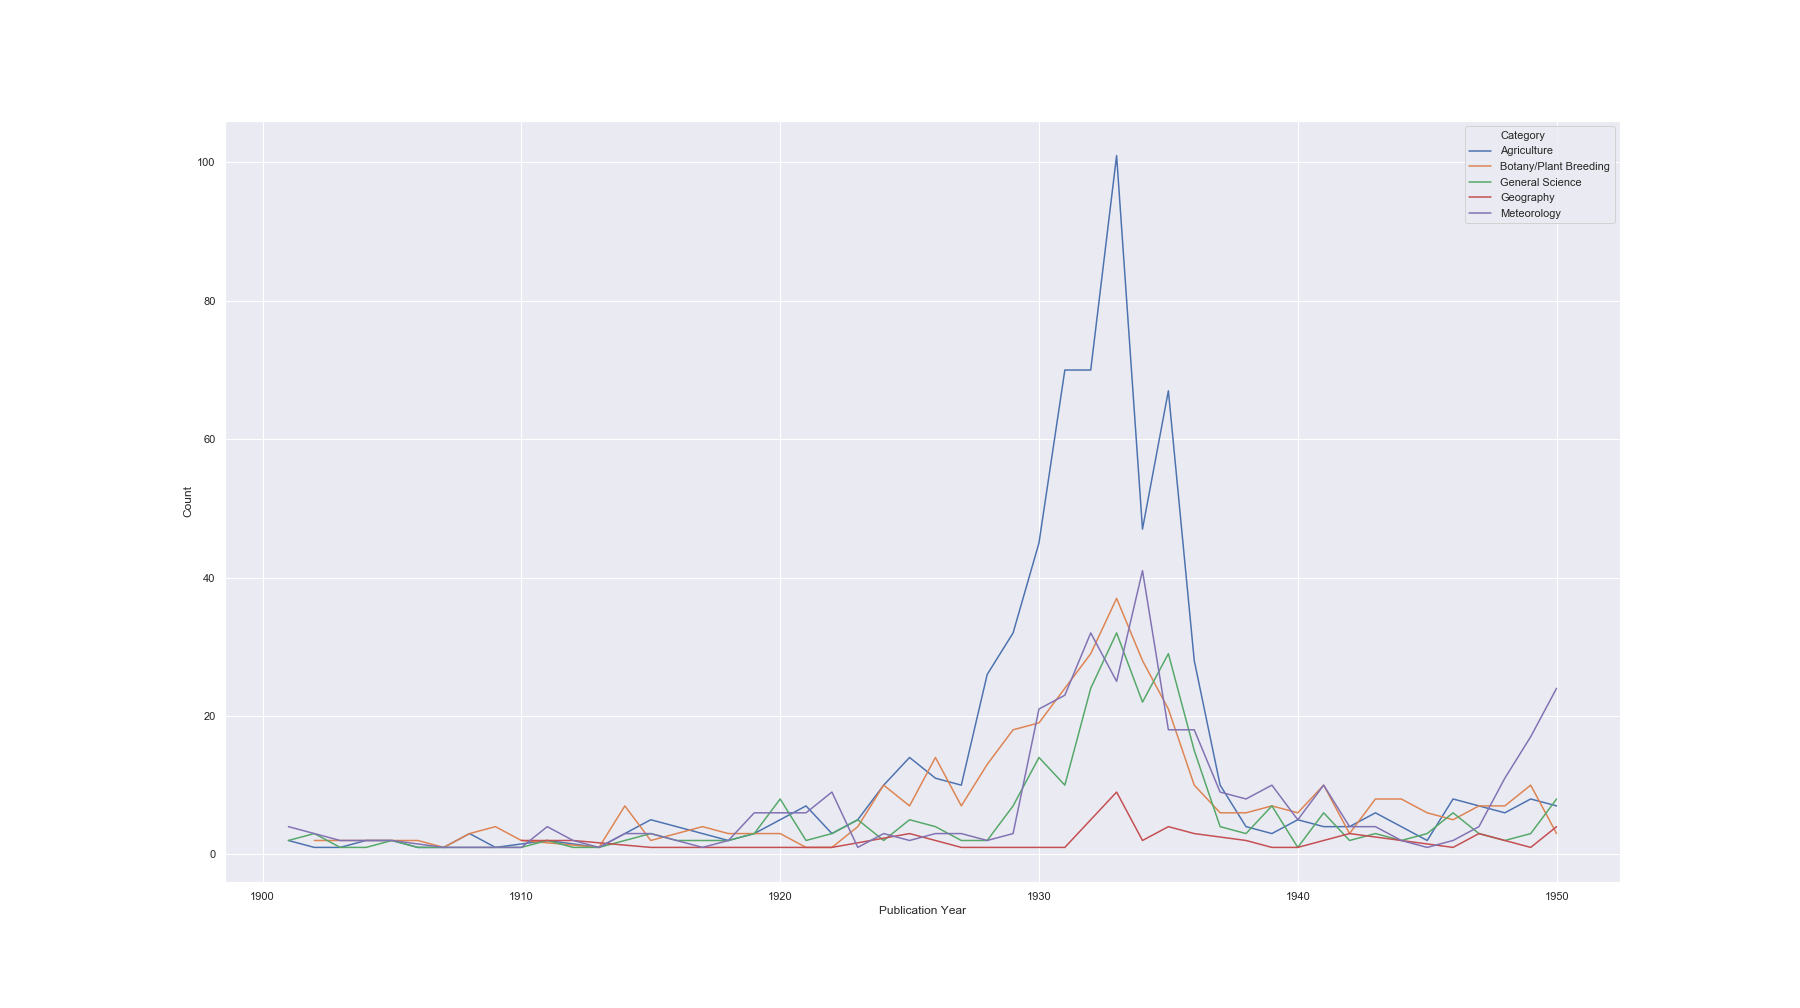 Category
Agriculture
Botany/Plant Breeding
General Science
Geography
Meteorology
100
80
60
40
20
0
Count
1900 1910 1920 1930 1940 1950
Publication Year